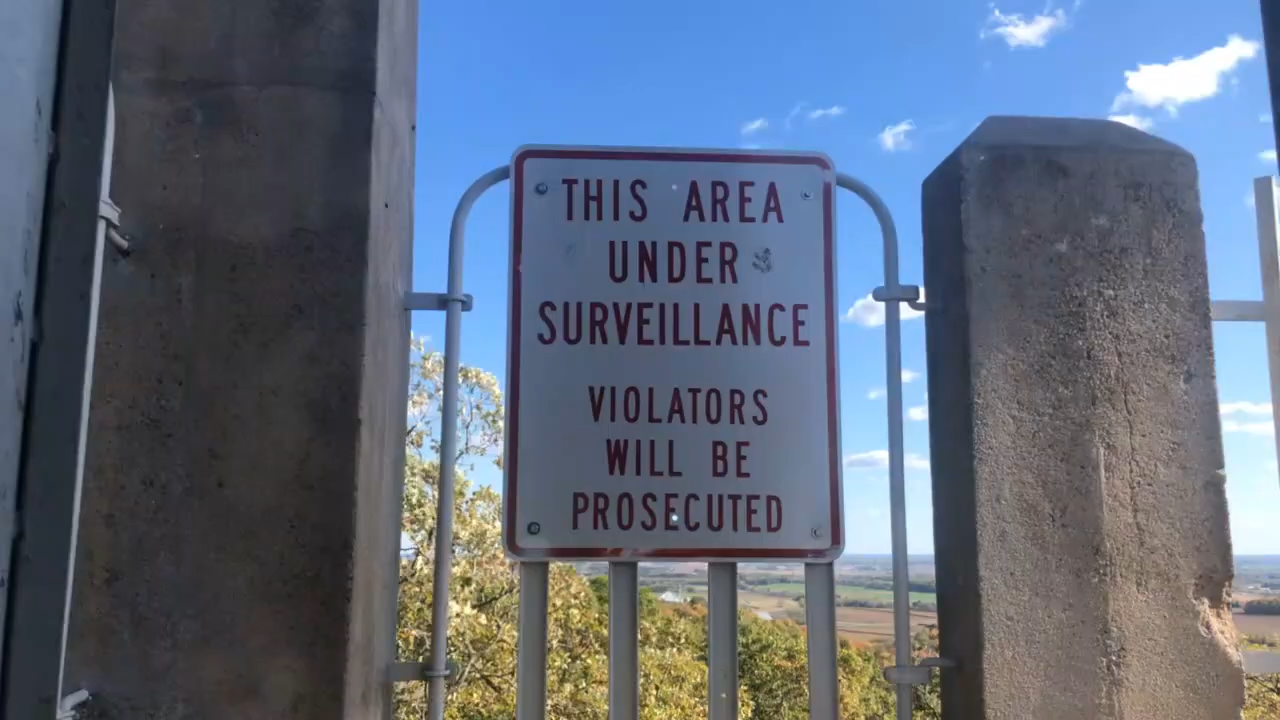 THIS AREA
UNDER
SURVEILLANCE
VIOLATORS
WILL BE
PROSECUTED